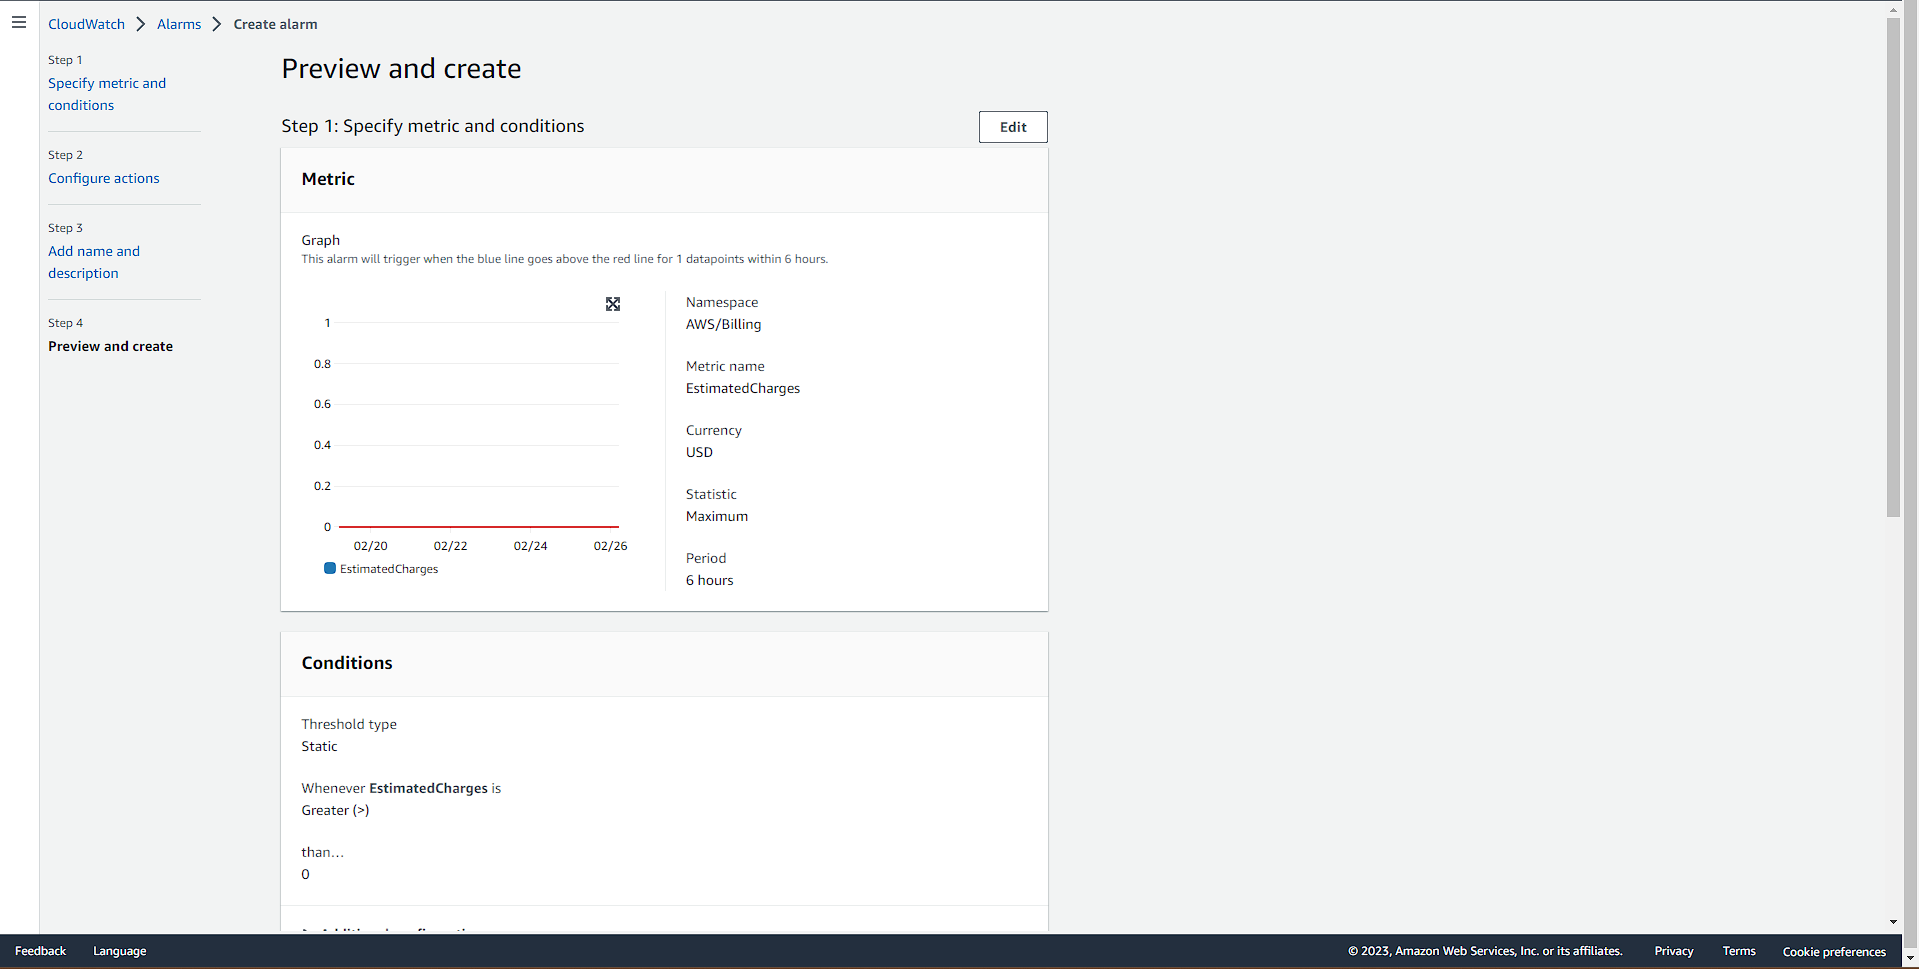 CloudWatch > Alarms > Create alarm
Step 1
Specify metric and
conditions
Step 2
Configure actions
Step 3
Add name and
description
Step 4
Preview and create
Preview and create
Step 1: Specify metric and conditions
Edit
Metric
Graph
This alarm will trigger when the blue line goes above the red line for 1 datapoints within 6 hours.
1
0.8
0.6
0.4
0.2
0
02/20 02/22 02/24 02/26
EstimatedCharges
Namespace
AWS/Billing
Metric name
EstimatedCharges
Currency
USD
Statistic
Maximum
Period
6 hours
Conditions
Threshold type
Static
Whenever EstimatedCharges is
Greater (>)
than...
0
Feedback Language © 2023, Amazon Web Services, Inc. or its affiliates. Privacy Terms Cookie preferences